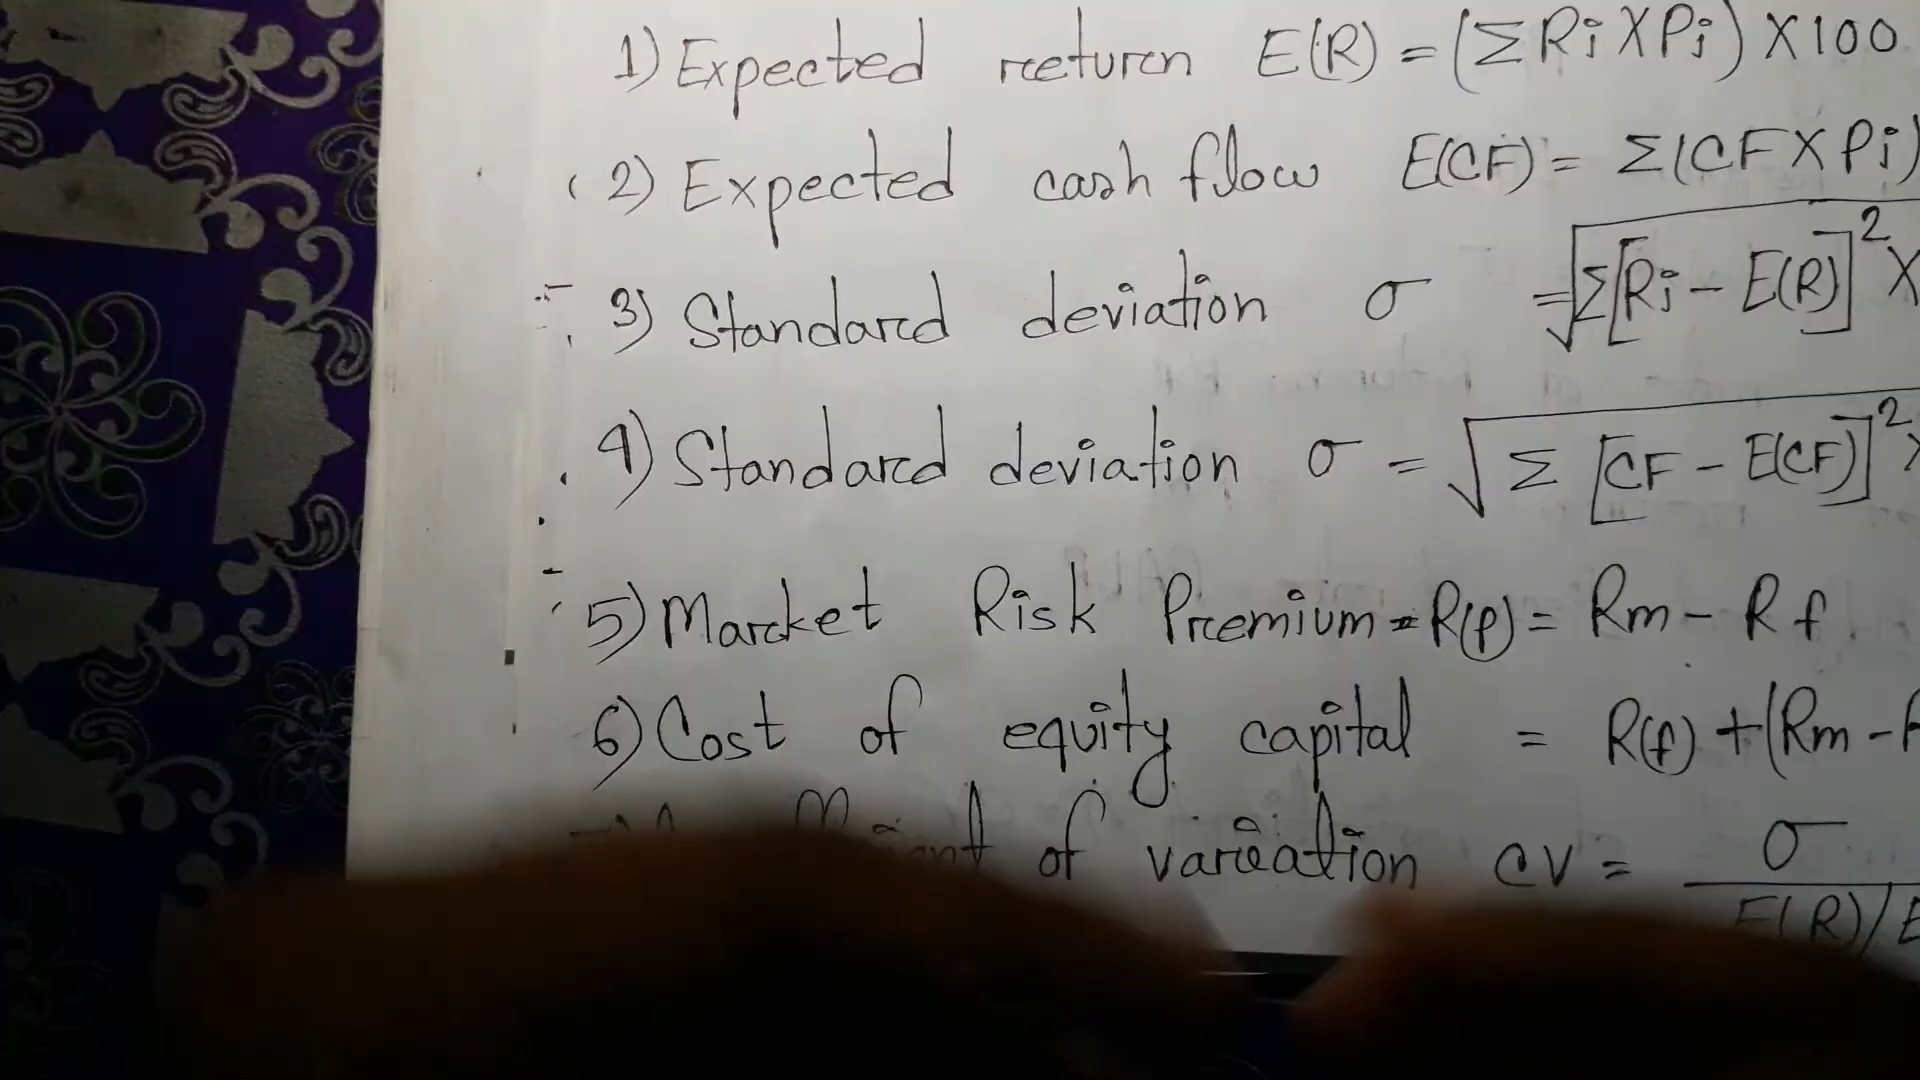 1) Expected return E(R) = (ΣRi X Pi) X 100
2) Expected cash flow E(CF) = Σ(CF X Pi)
3) Standard deviation σ = √Σ[Ri - E(R)]² X
4) Standard deviation σ = √Σ [CF - E(CF)]² X
5) Market Risk Premium = R(p) = Rm - Rf
6) Cost of equity capital = R(f) + (Rm -
of variation CV = σ / E(R)/E